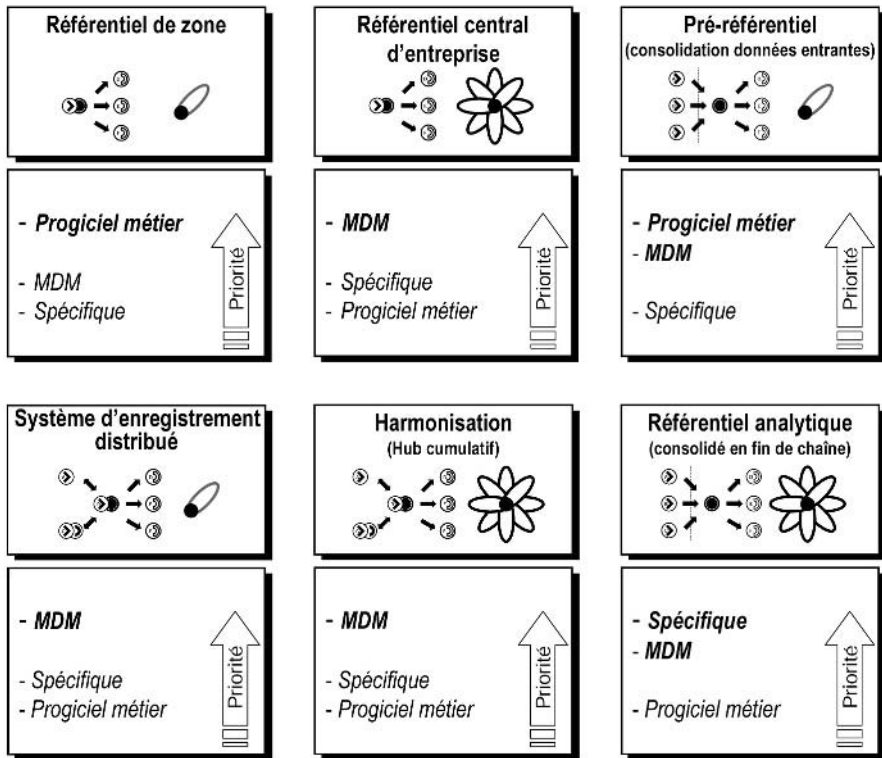 Référentiel de zone
- Progiciel métier
- MDM
- Spécifique
Priorité
Référentiel central
d'entreprise
- MDM
- Spécifique
- Progiciel métier
Priorité
Pré-référentiel
(consolidation données entrantes)
- Progiciel métier
- MDM
- Spécifique
Priorité
Système d'enregistrement
distribué
- MDM
- Spécifique
- Progiciel métier
Priorité
Harmonisation
(Hub cumulatif)
- MDM
- Spécifique
- Progiciel métier
Priorité
Référentiel analytique
(consolidé en fin de chaîne)
- Spécifique
- MDM
- Progiciel métier
Priorité